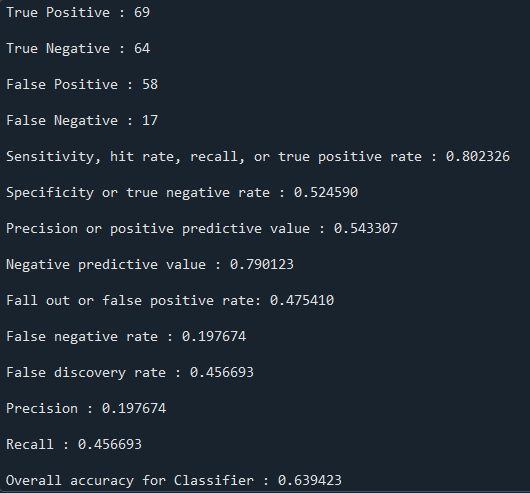 True Positive : 69
True Negative : 64
False Positive : 58
False Negative : 17
Sensitivity, hit rate, recall, or true positive rate : 0.802326
Specificity or true negative rate : 0.524590
Precision or positive predictive value : 0.543307
Negative predictive value : 0.790123
Fall out or false positive rate: 0.475410
False negative rate : 0.197674
False discovery rate : 0.456693
Precision : 0.197674
Recall : 0.456693
Overall accuracy for Classifier : 0.639423